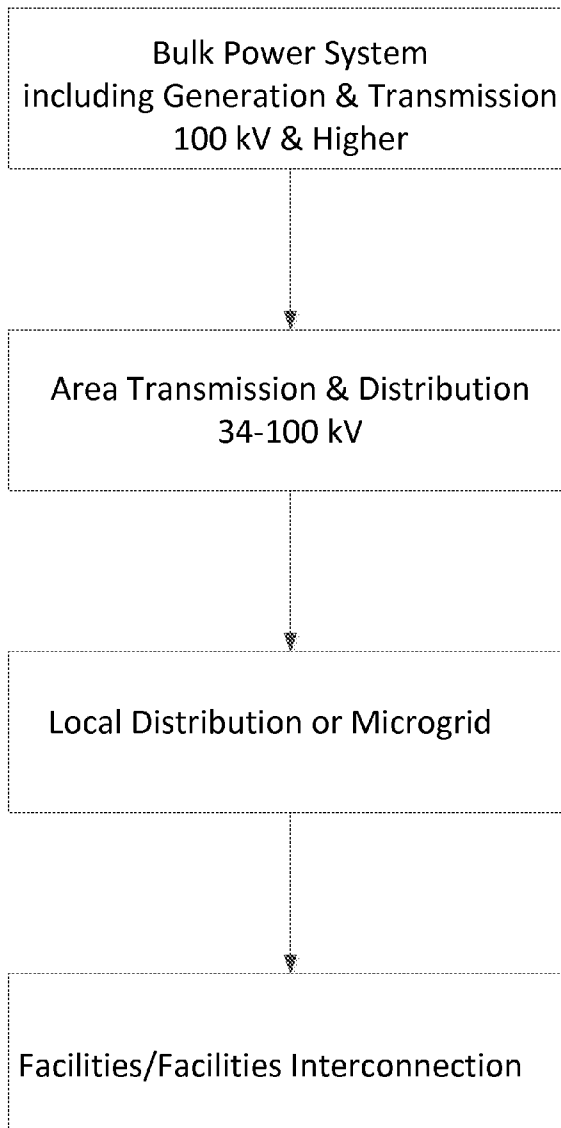 Bulk Power System
including Generation & Transmission
100 kV & Higher
Area Transmission & Distribution
34-100 kV
Local Distribution or Microgrid
Facilities/Facilities Interconnection